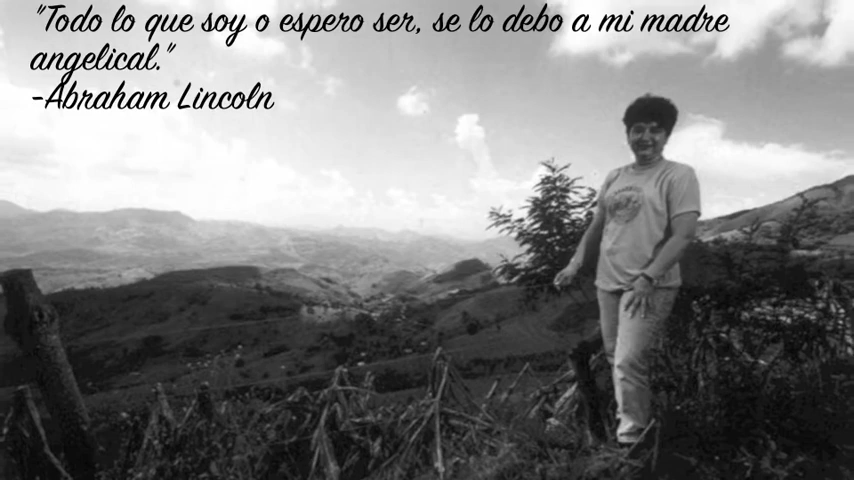 "Todo lo que soy o espero ser, se lo debo a mi madre
angelical."
-Abraham Lincoln